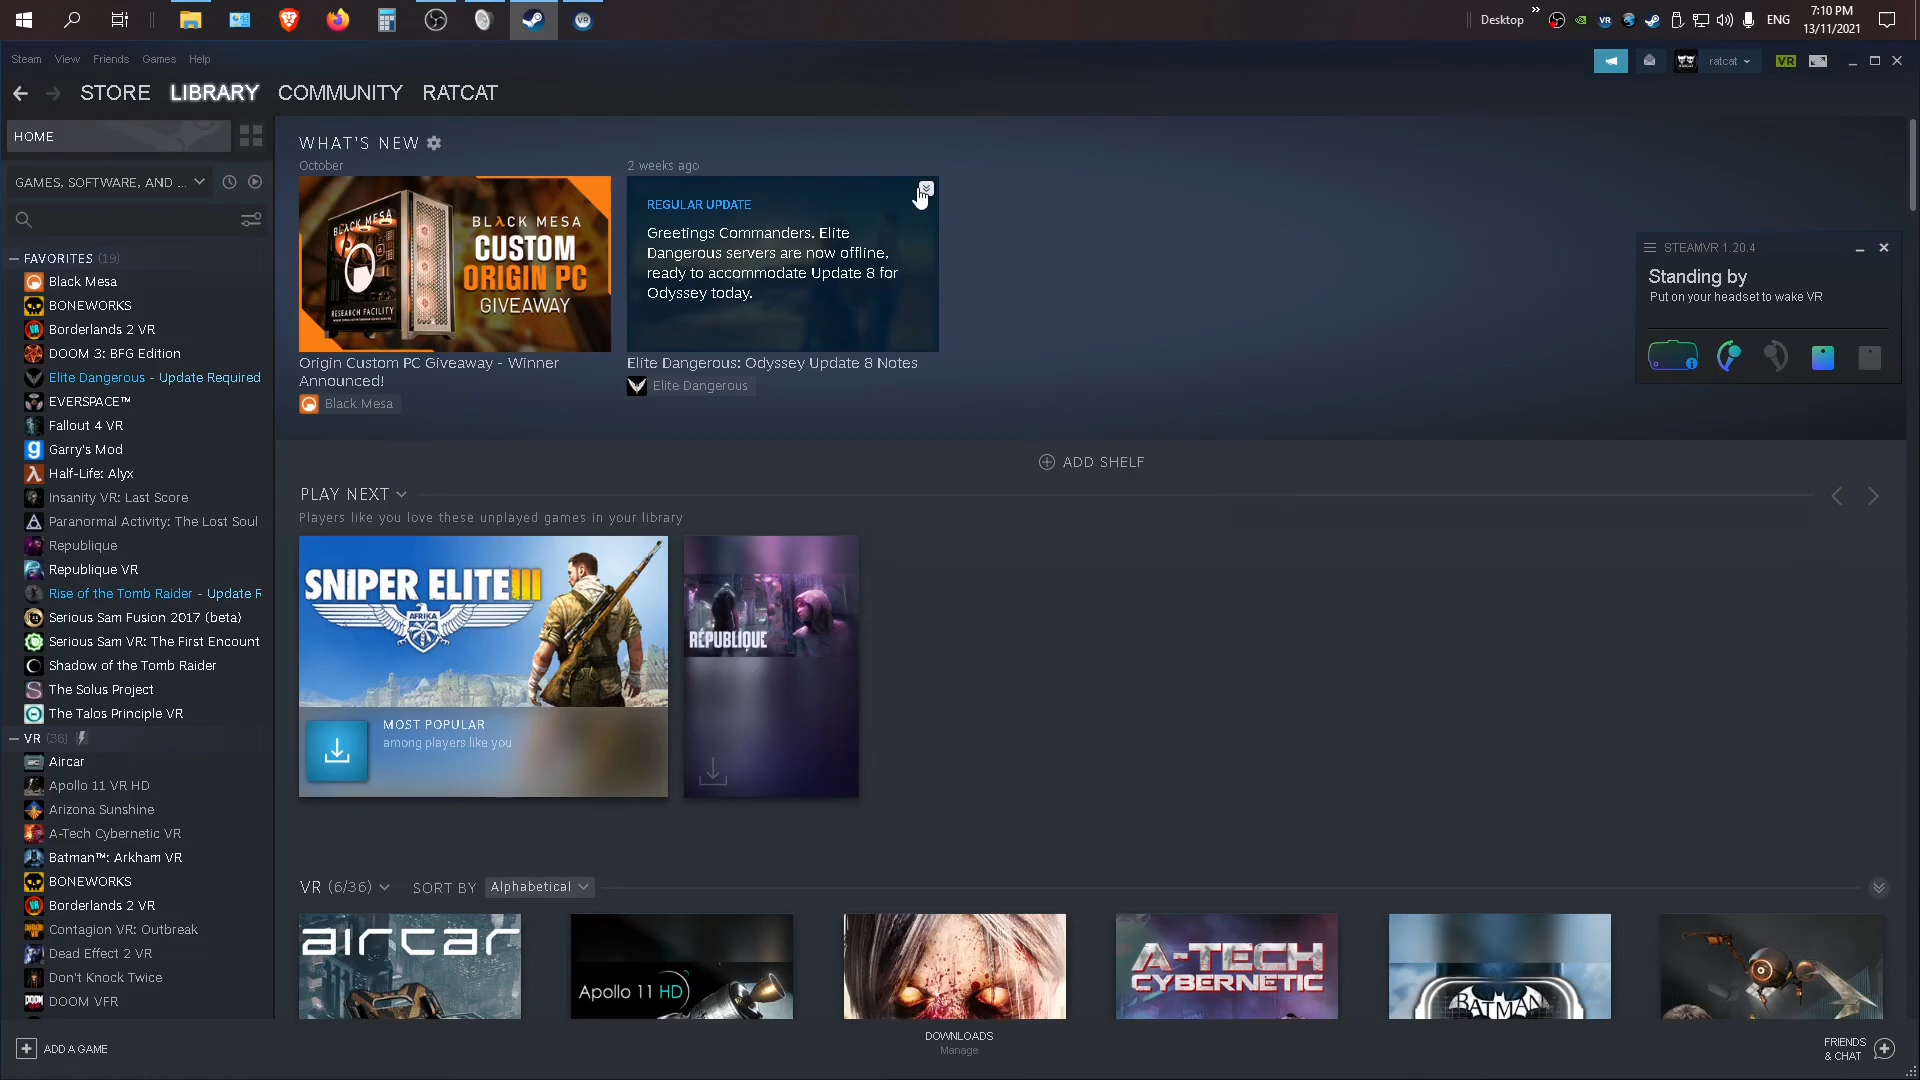 Desktop
ENG
7:10 PM
13/11/2021
Steam View Friends Games Help
ratcat
VR
STORE LIBRARY COMMUNITY RATCAT
HOME
GAMES, SOFTWARE, AND ...
FAVORITES (19)
Black Mesa
BONEWORKS
Borderlands 2 VR
DOOM 3: BFG Edition
Elite Dangerous - Update Required
EVERSPACE™
Fallout 4 VR
Garry's Mod
Half-Life: Alyx
Insanity VR: Last Score
Paranormal Activity: The Lost Soul
Republique
Republique VR
Rise of the Tomb Raider - Update R
Serious Sam Fusion 2017 (beta)
Serious Sam VR: The First Encount
Shadow of the Tomb Raider
The Solus Project
The Talos Principle VR
VR (36)
Aircar
Apollo 11 VR HD
Arizona Sunshine
A-Tech Cybernetic VR
Batman™: Arkham VR
BONEWORKS
Borderlands 2 VR
Contagion VR: Outbreak
Dead Effect 2 VR
Don't Knock Twice
DOOM VFR
ADD A GAME
WHAT'S NEW
October
BLACK MESA
RESEARCH FACILITY
BLΛCK MESA
CUSTOM
ORIGIN PC
GIVEAWAY
Origin Custom PC Giveaway - Winner
Announced!
Black Mesa
2 weeks ago
REGULAR UPDATE
Greetings Commanders. Elite
Dangerous servers are now offline,
ready to accommodate Update 8 for
Odyssey today.
Elite Dangerous: Odyssey Update 8 Notes
Elite Dangerous
STEAMVR 1.20.4
Standing by
Put on your headset to wake VR
ADD SHELF
PLAY NEXT
Players like you love these unplayed games in your library
SNIPER ELITE III
AFRIKA
MOST POPULAR
among players like you
RÉPUBLIQUE
VR (6/36) SORT BY Alphabetical
aircar
Apollo 11 HD
A-TECH
CYBERNETIC
BATMAN
DOWNLOADS
Manage
FRIENDS
& CHAT